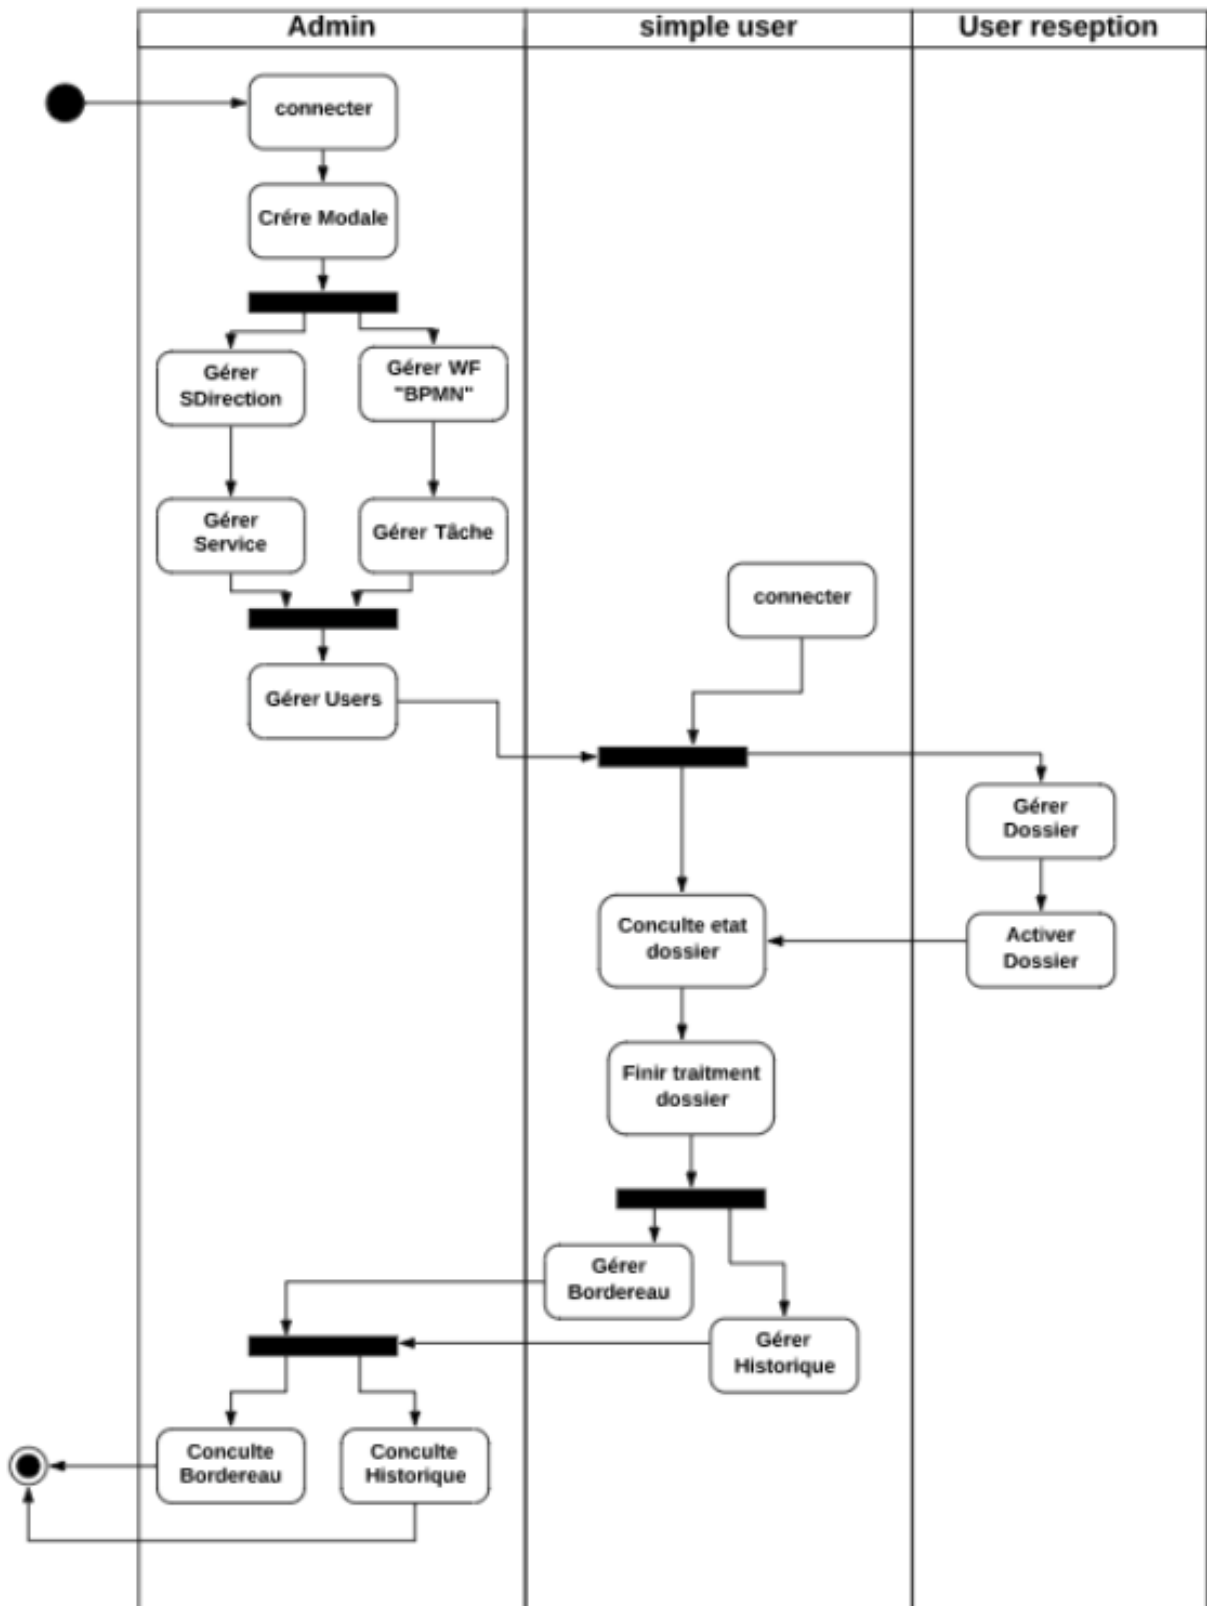 Admin
simple user
User reseption
connecter
Crére Modale
Gérer
SDirection
Gérer WF
"BPMN"
Gérer
Service
Gérer Tâche
connecter
Gérer Users
Gérer
Dossier
Conculte etat
dossier
Activer
Dossier
Finir traitment
dossier
Gérer
Bordereau
Gérer
Historique
Conculte
Bordereau
Conculte
Historique